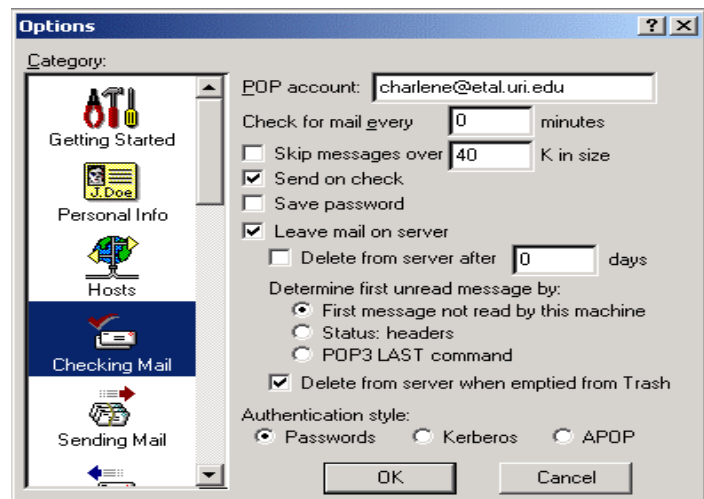 Options
Category:
Getting Started
J.Doe
Personal Info
Hosts
Checking Mail
Sending Mail
POP account: charlene@etal.uri.edu
Check for mail every 0 minutes
Skip messages over 40 K in size
Send on check
Save password
Leave mail on server
Delete from server after 0 days
Determine first unread message by:
First message not read by this machine
Status: headers
POP3 LAST command
Delete from server when emptied from Trash
Authentication style:
Passwords Kerberos APOP
OK Cancel